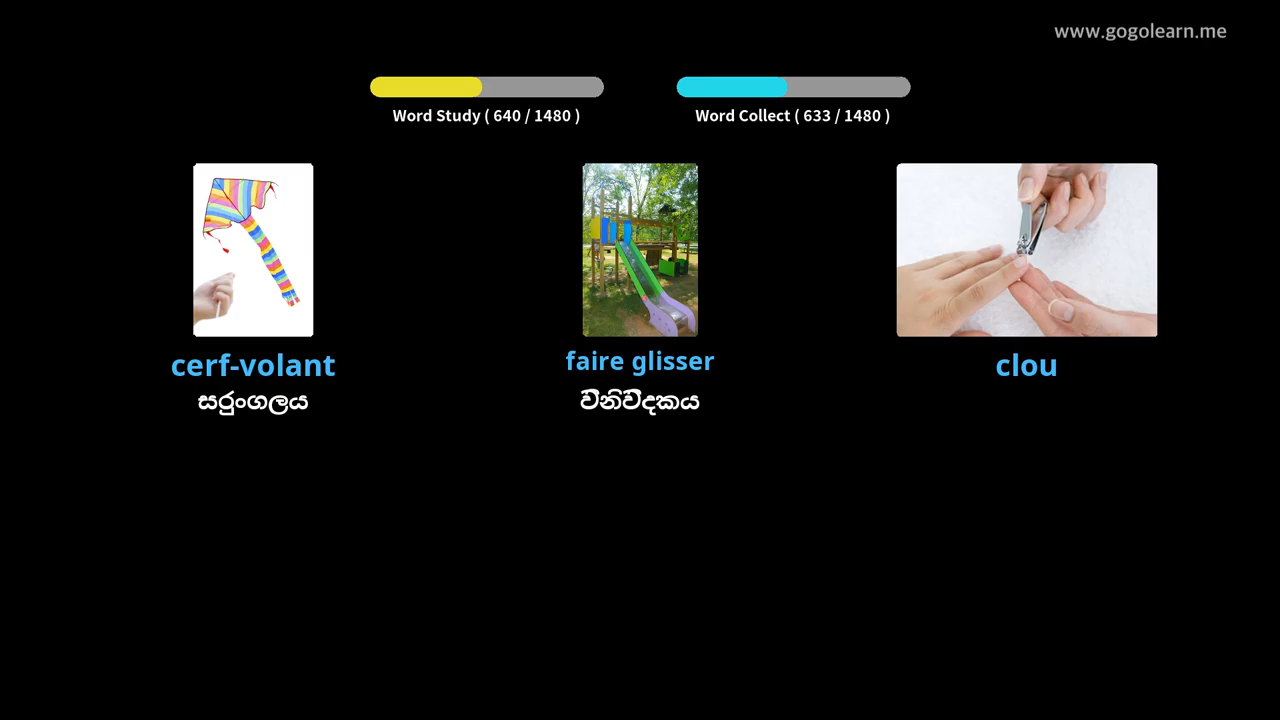 www.gogolearn.me
Word Study ( 640 / 1480 )
Word Collect ( 633 / 1480 )
cerf-volant
සරුංගලය
faire glisser
විනිවිදකය
clou